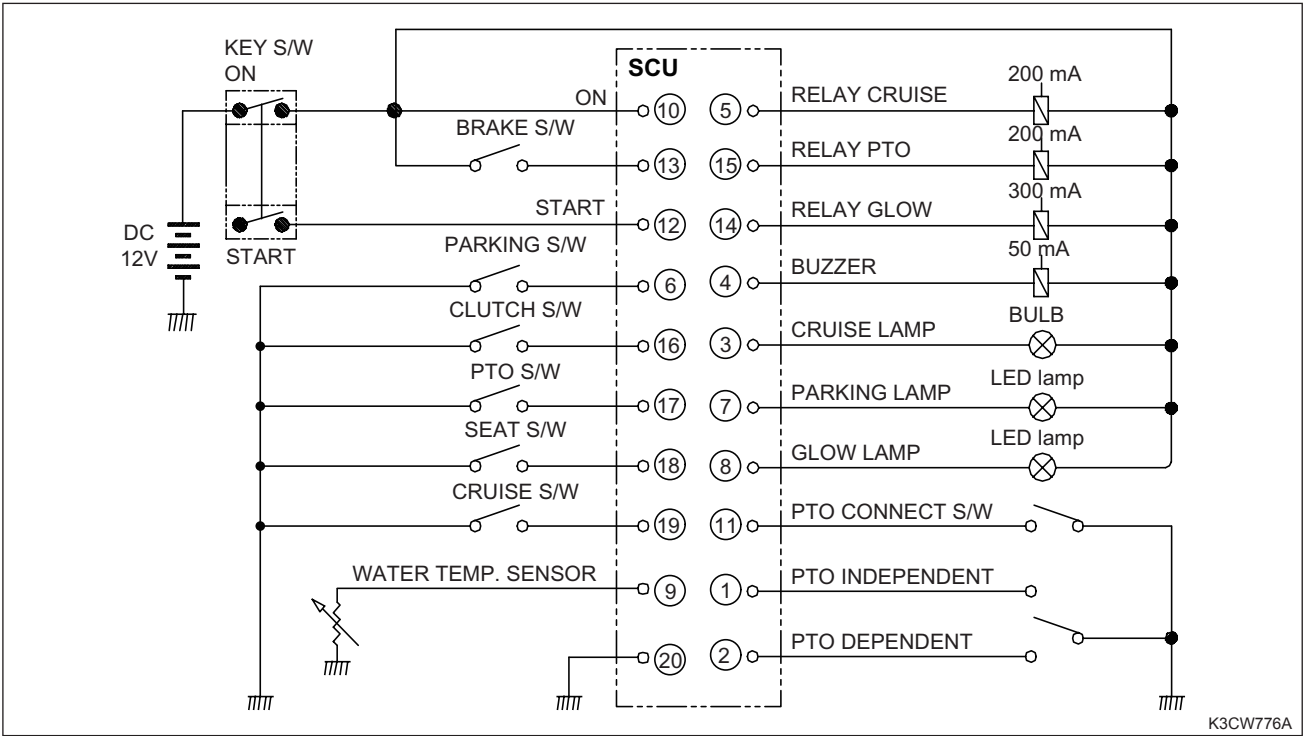 KEY S/W
ON
SCU
200 mA
ON
10
5
RELAY CRUISE
BRAKE S/W
200 mA
13
15
RELAY PTO
START
300 mA
12
14
RELAY GLOW
DC
12V
START
PARKING S/W
50 mA
6
4
BUZZER
CLUTCH S/W
BULB
16
3
CRUISE LAMP
PTO S/W
LED lamp
17
7
PARKING LAMP
SEAT S/W
LED lamp
18
8
GLOW LAMP
CRUISE S/W
19
11
PTO CONNECT S/W
WATER TEMP. SENSOR
9
1
PTO INDEPENDENT
20
2
PTO DEPENDENT
K3CW776A